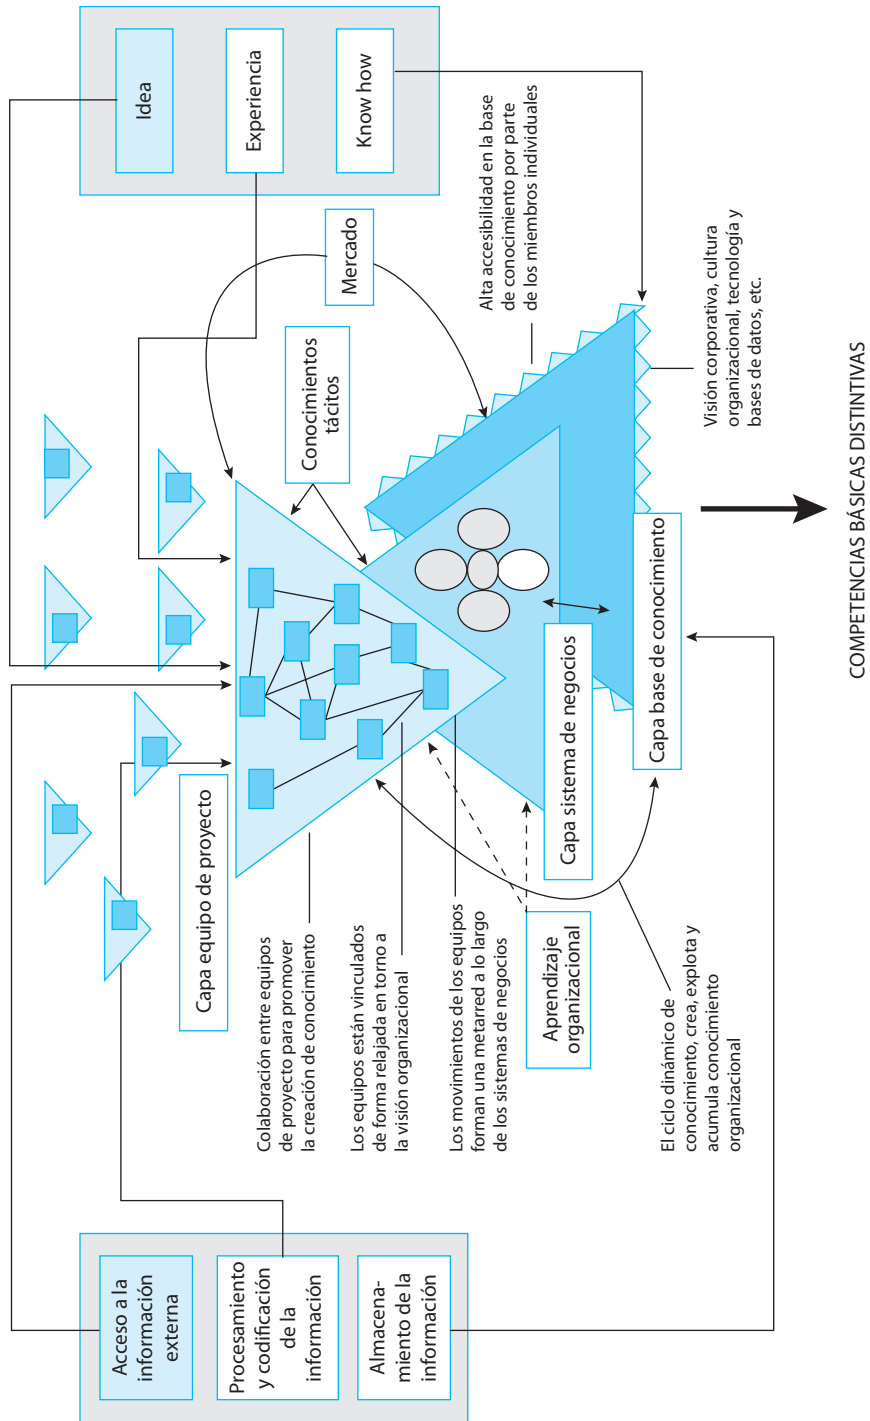 Idea
Experiencia
Know how
Mercado
Conocimientos
tácitos
Alta accesibilidad en la base
de conocimiento por parte
de los miembros individuales
Visión corporativa, cultura
organizacional, tecnología y
bases de datos, etc.
Capa equipo de proyecto
Capa sistema de negocios
Capa base de conocimiento
Colaboración entre equipos
de proyecto para promover
la creación de conocimiento
Los equipos están vinculados
de forma relajada en torno a
la visión organizacional
Los movimientos de los equipos
forman una metarred a lo largo
de los sistemas de negocios
Aprendizaje
organizacional
El ciclo dinámico de
conocimiento, crea, explota y
acumula conocimiento
organizacional
Acceso a la
información
externa
Procesamiento
y codificación
de la
información
Almacena-
miento de la
información
COMPETENCIAS BÁSICAS DISTINTIVAS